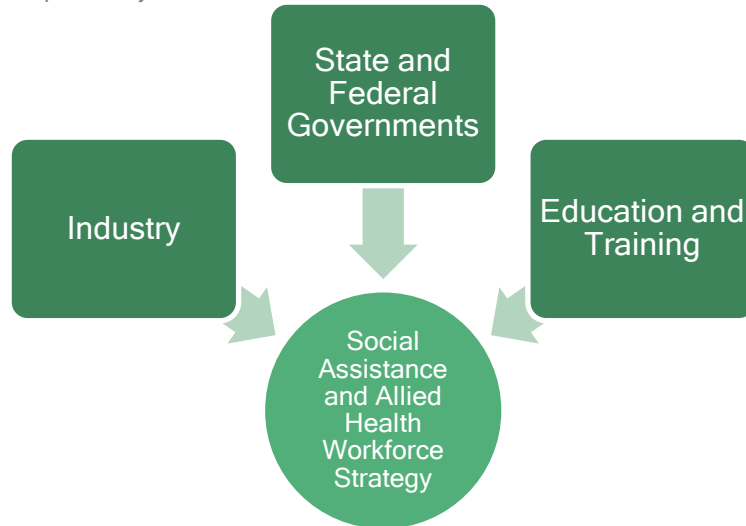 State and
Federal
Governments
Industry
Education and
Training
Social
Assistance
and Allied
Health
Workforce
Strategy